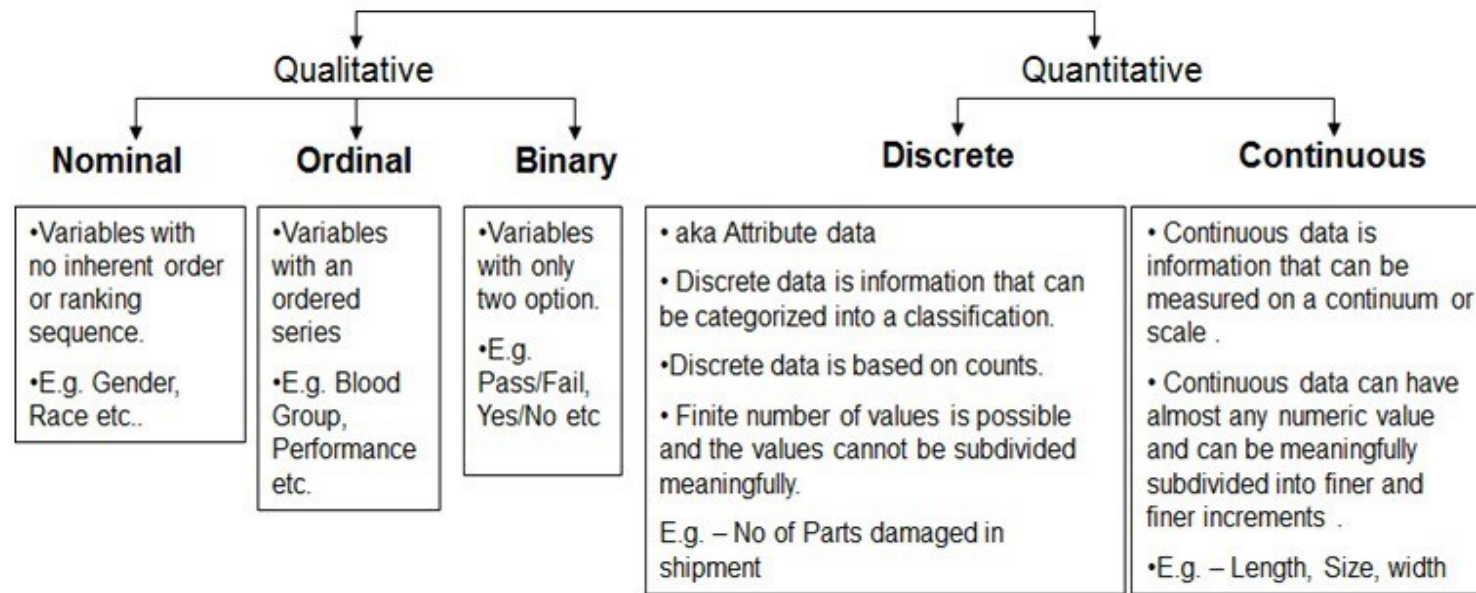 Qualitative
Quantitative
Nominal
Ordinal
Binary
Discrete
Continuous
•Variables with
no inherent order
or ranking
sequence.
•E.g. Gender,
Race etc..
•Variables
with an
ordered
series
•E.g. Blood
Group,
Performance
etc.
•Variables
with only
two option.
•E.g.
Pass/Fail,
Yes/No etc
• aka Attribute data
• Discrete data is information that can
be categorized into a classification.
•Discrete data is based on counts.
• Finite number of values is possible
and the values cannot be subdivided
meaningfully.
E.g. – No of Parts damaged in
shipment
• Continuous data is
information that can be
measured on a continuum or
scale .
• Continuous data can have
almost any numeric value
and can be meaningfully
subdivided into finer and
finer increments .
•E.g. – Length, Size, width